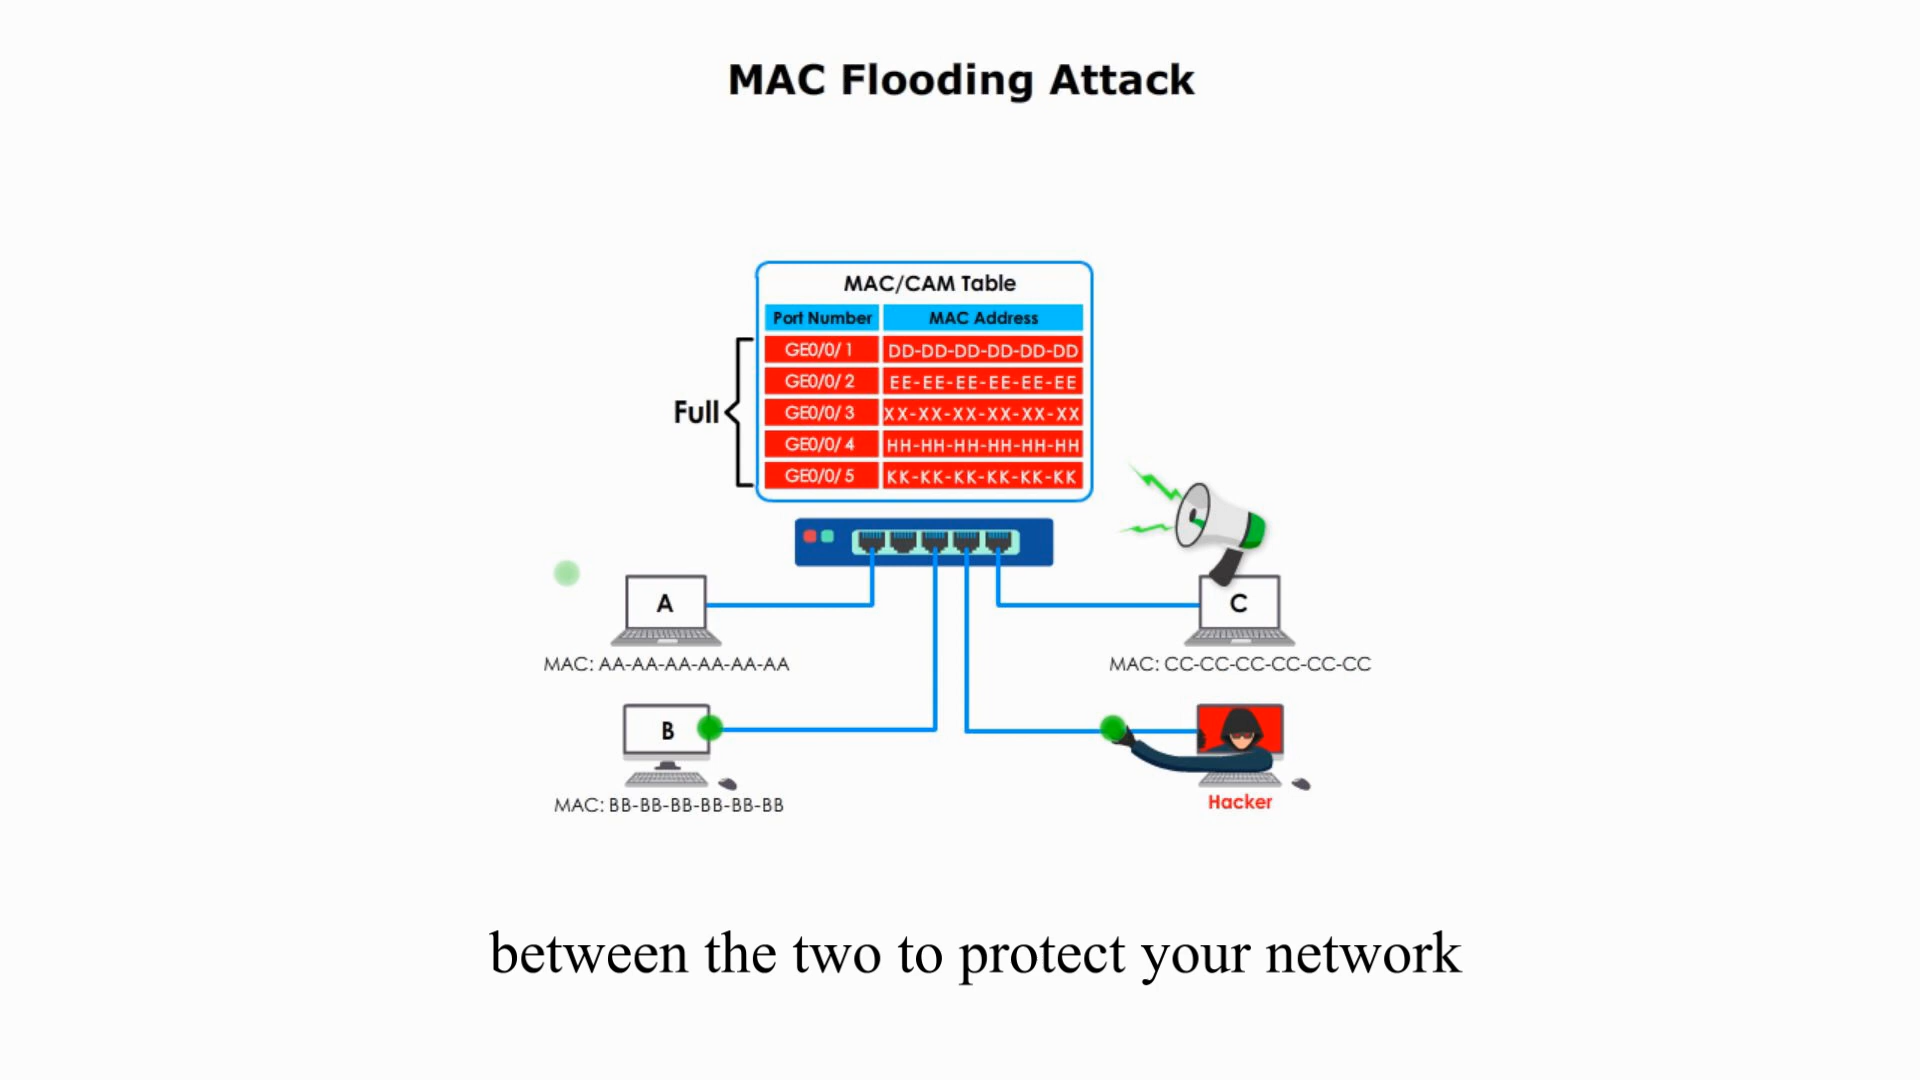 MAC Flooding Attack
MAC/CAM Table
Port Number MAC Address
GE0/0/1 DD-DD-DD-DD-DD-DD
GE0/0/2 EE-EE-EE-EE-EE-EE
GE0/0/3 XX-XX-XX-XX-XX-XX
GE0/0/4 HH-HH-HH-HH-HH-HH
GE0/0/5 KK-KK-KK-KK-KK-KK
Full
A
MAC: AA-AA-AA-AA-AA-AA
C
MAC: CC-CC-CC-CC-CC-CC
B
MAC: BB-BB-BB-BB-BB-BB
Hacker
between the two to protect your network